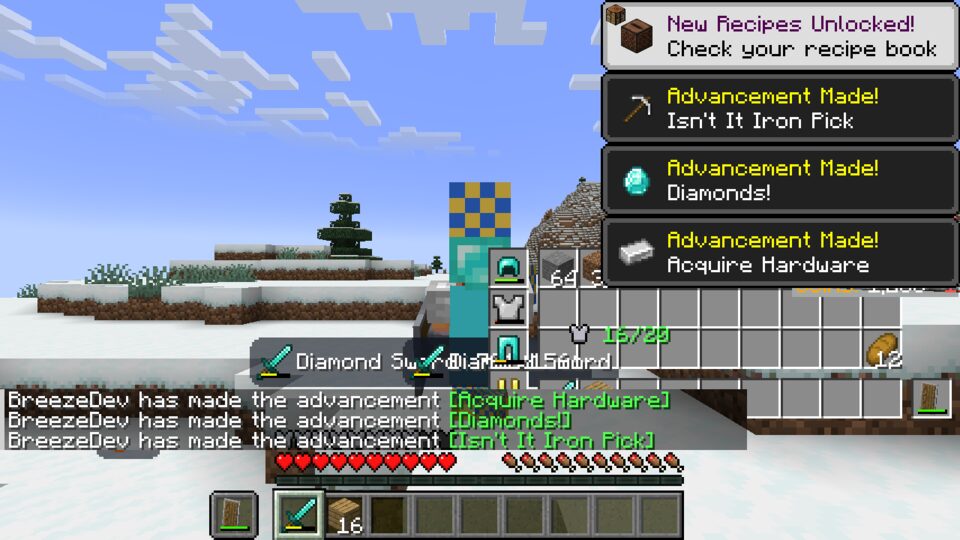 New Recipes Unlocked!
Check your recipe book
Advancement Made!
Isn't It Iron Pick
Advancement Made!
Diamonds!
Advancement Made!
Acquire Hardware
64
16/20
12
Diamond Sword
BreezeDev has made the advancement [Acquire Hardware]
BreezeDev has made the advancement [Diamonds!]
BreezeDev has made the advancement [Isn't It Iron Pick]
16